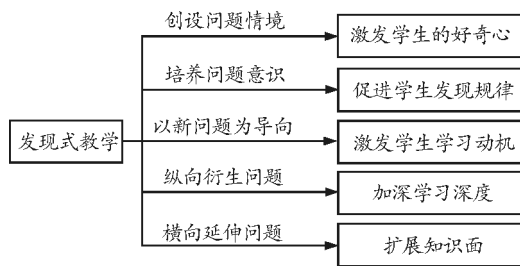 创设问题情境
激发学生的好奇心
培养问题意识
促进学生发现规律
发现式教学
以新问题为导向
激发学生学习动机
纵向衍生问题
加深学习深度
横向延伸问题
扩展知识面